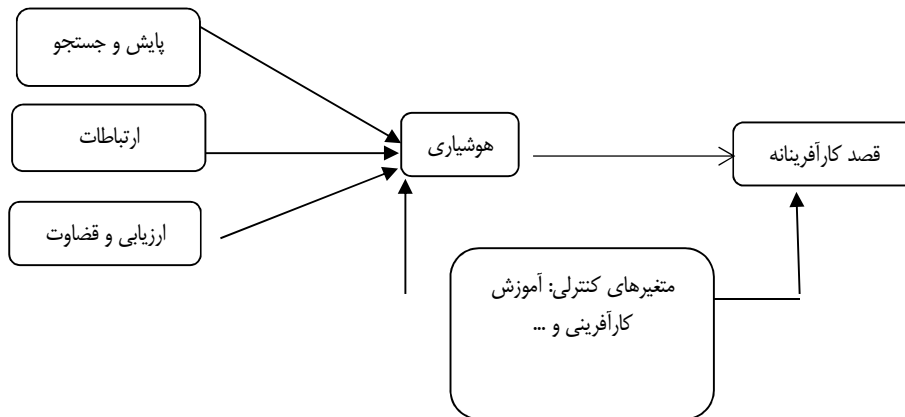 پایش و جستجو
ارتباطات
هوشیاری
قصد کارآفرینانه
ارزیابی و قضاوت
متغیرهای کنترلی: آموزش
کارآفرینی و ...